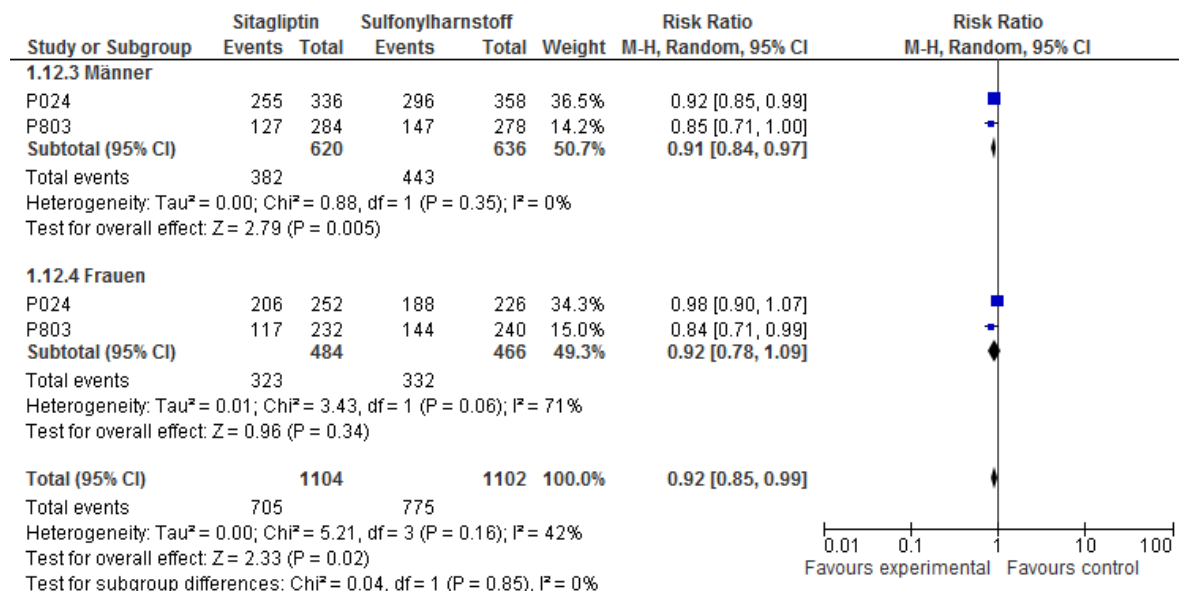 Sitagliptin Sulfonylharnstoff Risk Ratio Risk Ratio
Study or Subgroup Events Total Events Total Weight M-H, Random, 95% CI M-H, Random, 95% CI
1.12.3 Männer
P024 255 336 296 358 36.5% 0.92 [0.85, 0.99]
P803 127 284 147 278 14.2% 0.85 [0.71, 1.00]
Subtotal (95% CI) 620 636 50.7% 0.91 [0.84, 0.97]
Total events 382 443
Heterogeneity: Tau² = 0.00; Chi² = 0.88, df = 1 (P = 0.35); I² = 0%
Test for overall effect: Z = 2.79 (P = 0.005)
1.12.4 Frauen
P024 206 252 188 226 34.3% 0.98 [0.90, 1.07]
P803 117 232 144 240 15.0% 0.84 [0.71, 0.99]
Subtotal (95% CI) 484 466 49.3% 0.92 [0.78, 1.09]
Total events 323 332
Heterogeneity: Tau² = 0.01; Chi² = 3.43, df = 1 (P = 0.06); I² = 71%
Test for overall effect: Z = 0.96 (P = 0.34)
Total (95% CI) 1104 1102 100.0% 0.92 [0.85, 0.99]
Total events 705 775
Heterogeneity: Tau² = 0.00; Chi² = 5.21, df = 3 (P = 0.16); I² = 42%
Test for overall effect: Z = 2.33 (P = 0.02)
Test for subgroup differences: Chi² = 0.04, df = 1 (P = 0.85), I² = 0%
0.01 0.1 1 10 100
Favours experimental Favours control